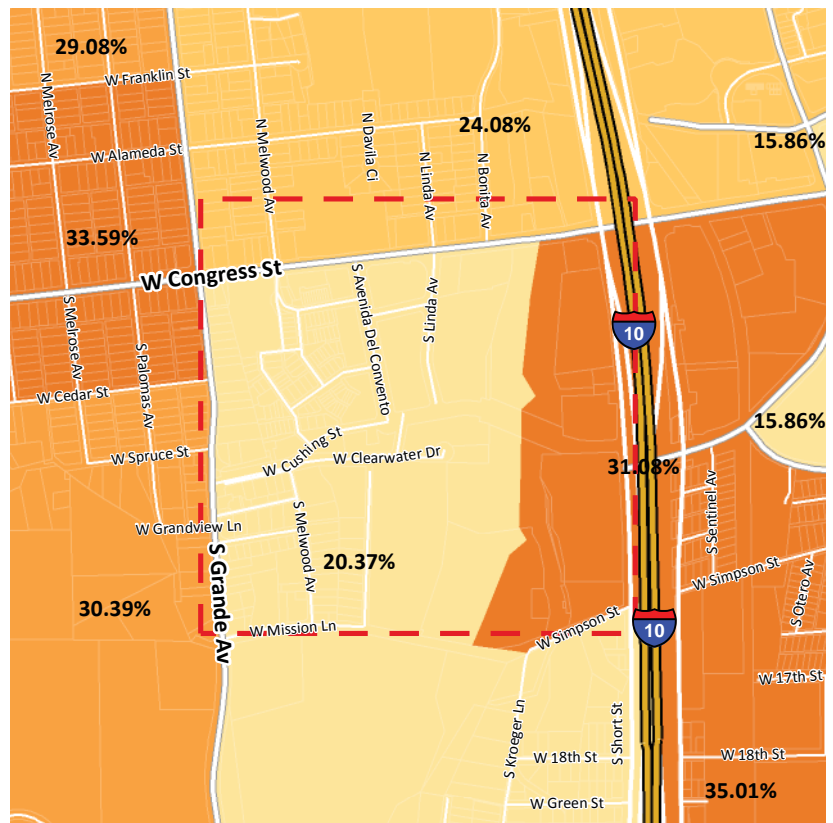 29.08%
W Franklin St
N Melrose Av
N Melwood Av
N Davila Ci
24.08%
15.86%
W Alameda St
N Linda Av
N Bonita Av
33.59%
W Congress St
S Avenida Del Convento
S Linda Av
S Melrose Av
S Palomas Av
10
W Cedar St
15.86%
W Spruce St
W Cushing St
W Clearwater Dr
31.08%
S Sentinel Av
W Grandview Ln
S Melwood Av
S Grande Av
20.37%
W Simpson St
S Otero Av
30.39%
W Mission Ln
W Simpson St
10
W 17th St
S Kroeger Ln
S Short St
W 18th St
W 18th St
35.01%
W Green St